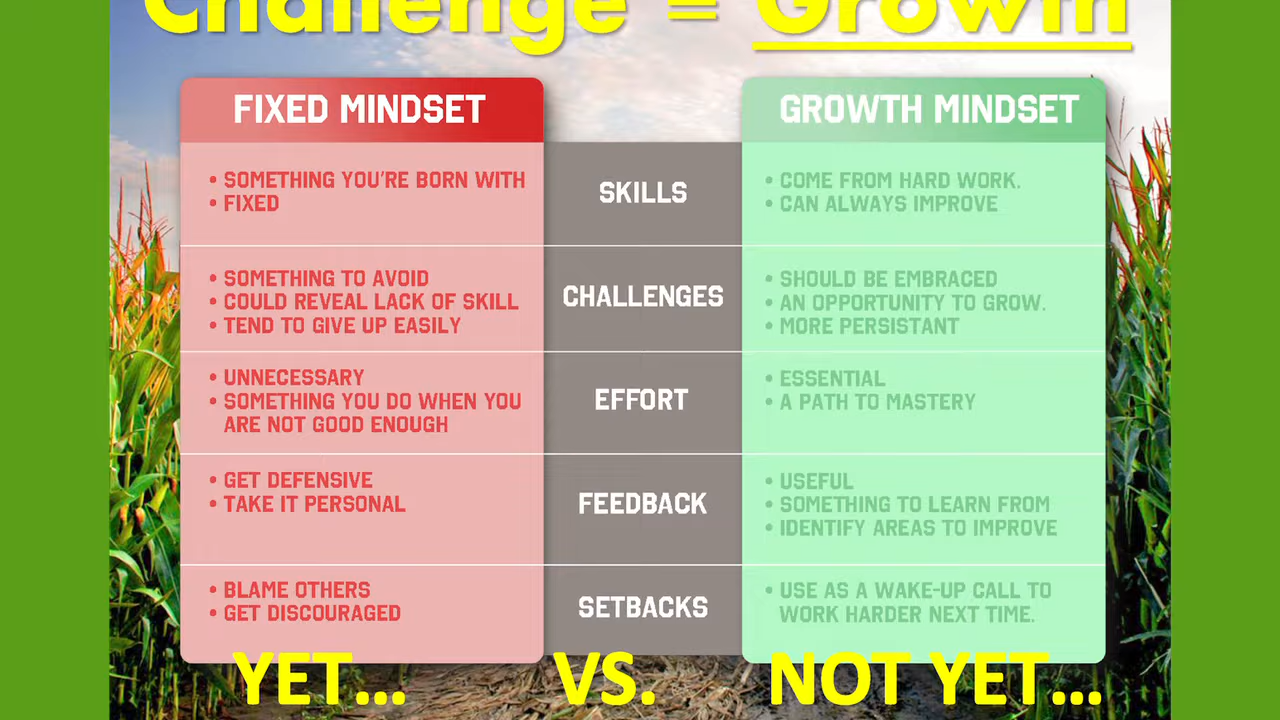 Challenge = Growth
FIXED MINDSET
GROWTH MINDSET
• SOMETHING YOU'RE BORN WITH
• FIXED
SKILLS
• COME FROM HARD WORK.
• CAN ALWAYS IMPROVE
• SOMETHING TO AVOID
• COULD REVEAL LACK OF SKILL
• TEND TO GIVE UP EASILY
CHALLENGES
• SHOULD BE EMBRACED
• AN OPPORTUNITY TO GROW.
• MORE PERSISTANT
• UNNECESSARY
• SOMETHING YOU DO WHEN YOU
ARE NOT GOOD ENOUGH
EFFORT
• ESSENTIAL
• A PATH TO MASTERY
• GET DEFENSIVE
• TAKE IT PERSONAL
FEEDBACK
• USEFUL
• SOMETHING TO LEARN FROM
• IDENTIFY AREAS TO IMPROVE
• BLAME OTHERS
• GET DISCOURAGED
SETBACKS
• USE AS A WAKE-UP CALL TO
WORK HARDER NEXT TIME.
YET... VS. NOT YET...